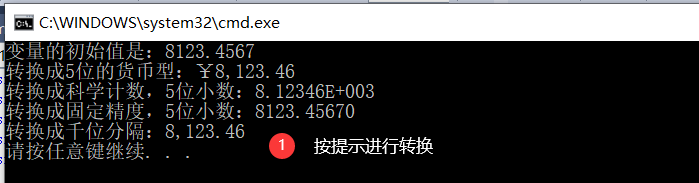 C:\WINDOWS\system32\cmd.exe
变量的初始值是：8123.4567
转换成5位的货币型：￥8,123.46
转换成科学计数，5位小数：8.12346E+003
转换成固定精度，5位小数：8123.45670
转换成千位分隔：8,123.46
请按任意键继续. . .
1 按提示进行转换